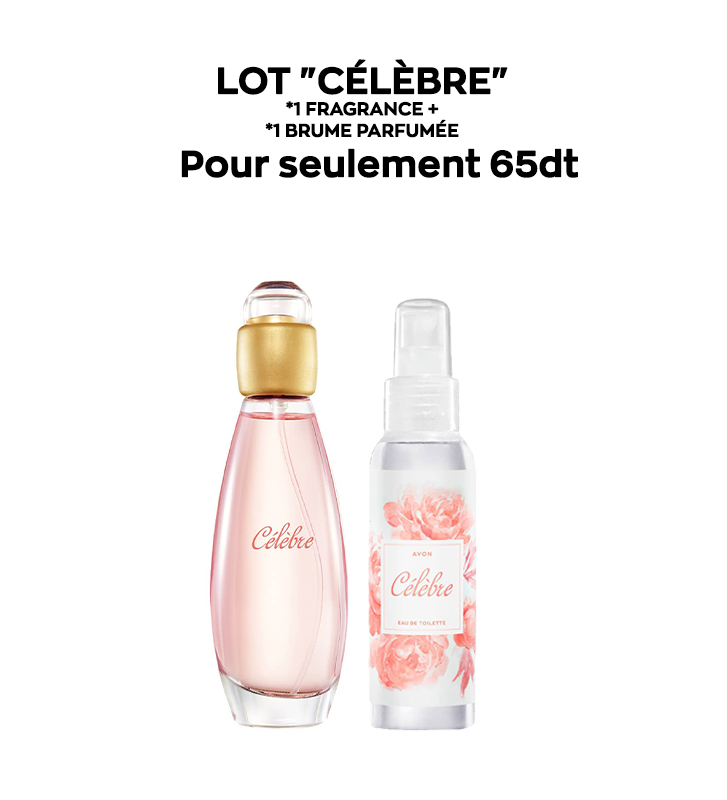 LOT "CÉLÈBRE"
*1 FRAGRANCE +
*1 BRUME PARFUMÉE
Pour seulement 65dt
Célèbre
AVON
Célèbre
EAU DE TOILETTE